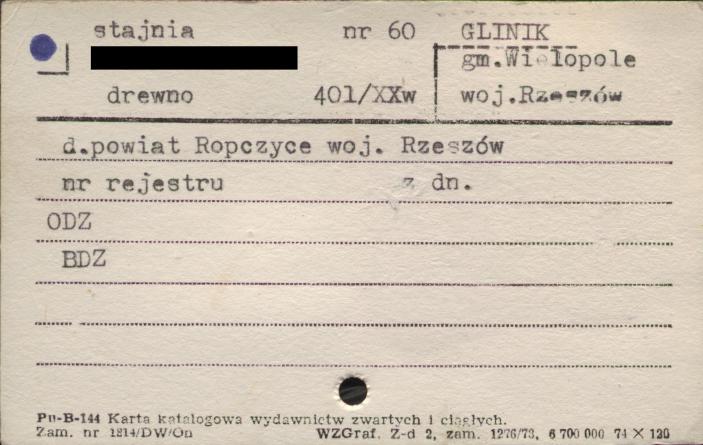 stajnia nr 60 GLINIK
gm.Wielopole
drewno 401/XXw woj.Rzeszów
d.powiat Ropczyce woj. Rzeszów
nr rejestru z dn.
ODZ
BDZ
Pu-B-144 Karta katalogowa wydawnictw zwartych i ciągłych.
Zam. nr 1814/DW/On WZGraf. Z-d 2, zam. 1276/73, 6 700 000 74 X 120